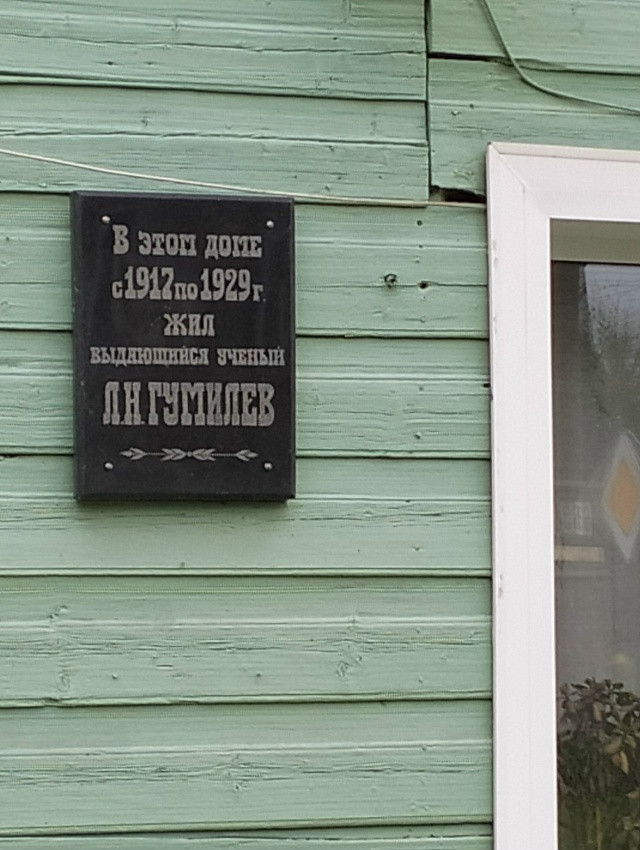 В ЭТОМ ДОМЕ
с 1917 по 1929 г.
ЖИЛ
ВЫДАЮЩИЙСЯ УЧЕНЫЙ
Л.Н.ГУМИЛЕВ